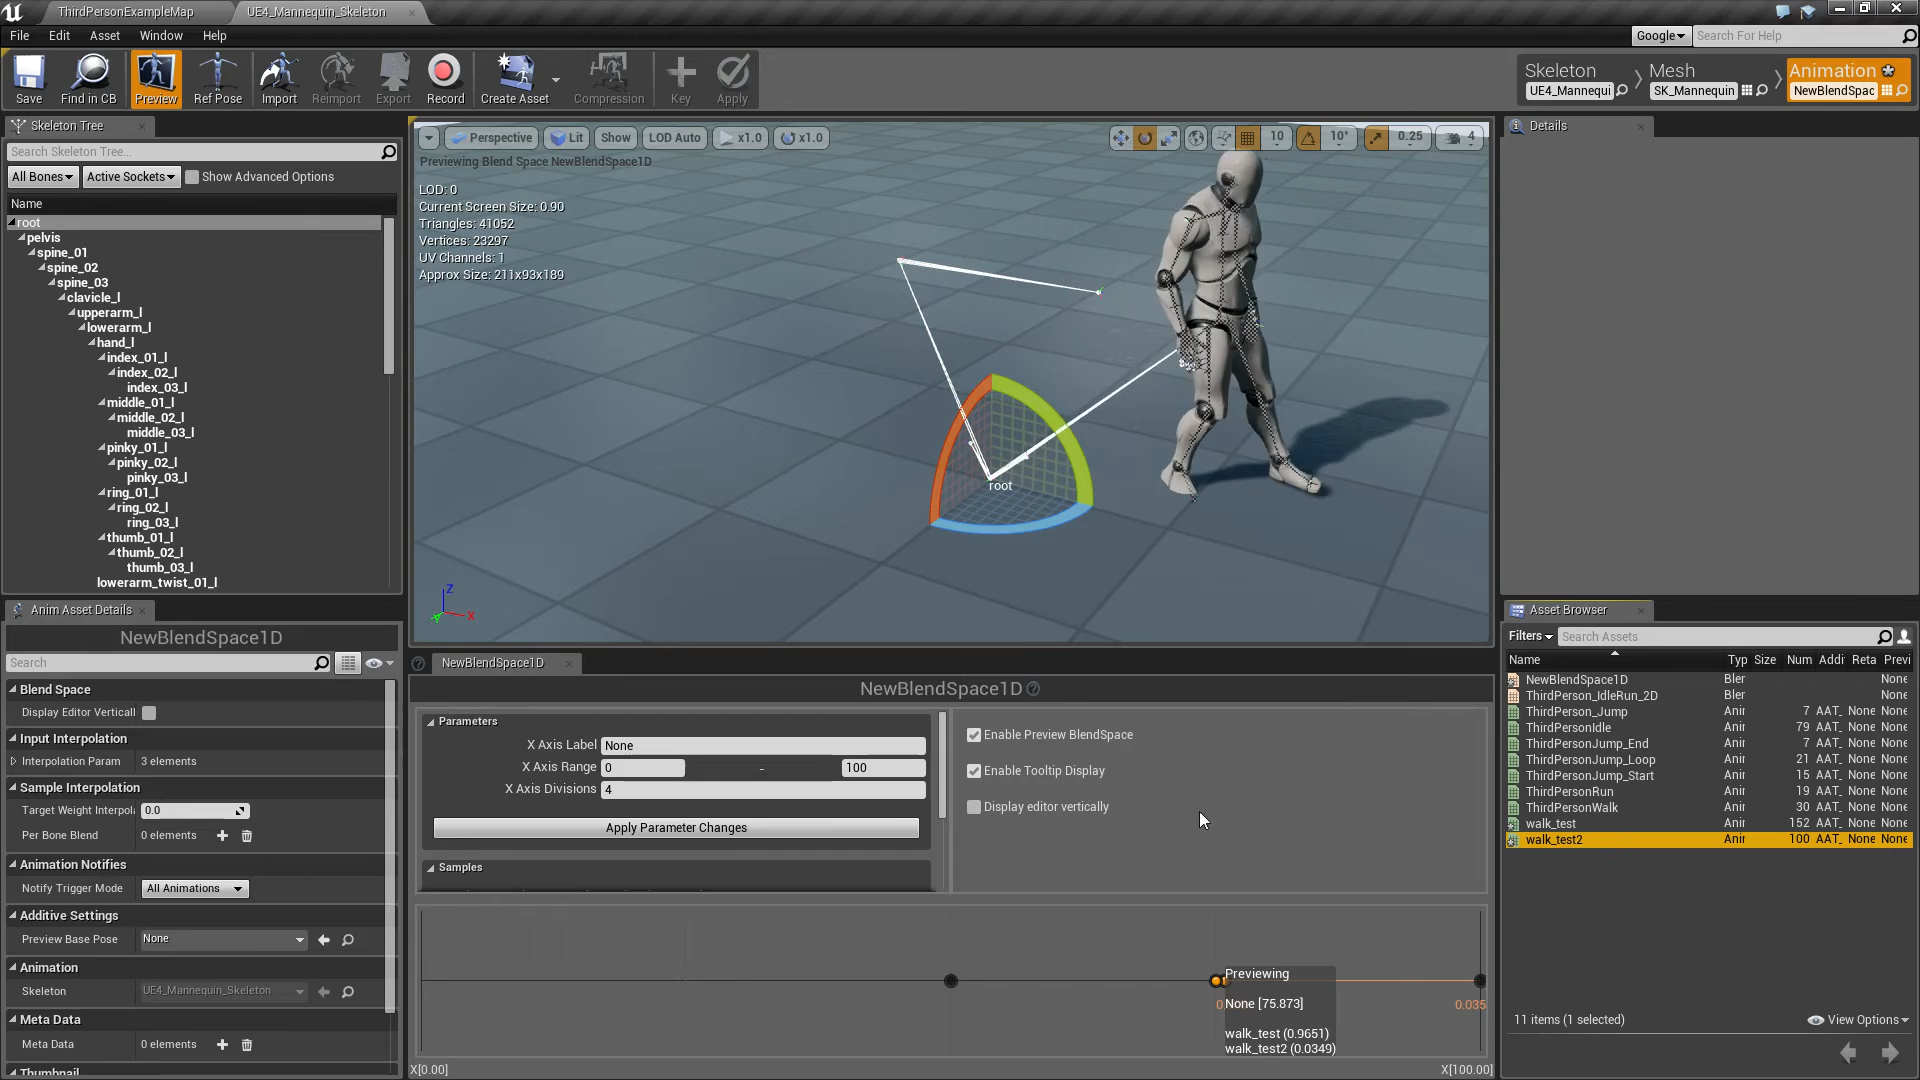 ThirdPersonExampleMap
UE4_Mannequin_Skeleton
File Edit Asset Window Help
Google
Search For Help
Save
Find in CB
Preview
Ref Pose
Import
Reimport
Export
Record
Create Asset
Compression
Key
Apply
Skeleton
UE4_Mannequi
Mesh
SK_Mannequin
Animation
NewBlendSpac
Skeleton Tree
Search Skeleton Tree...
All Bones
Active Sockets
Show Advanced Options
Name
root
pelvis
spine_01
spine_02
spine_03
clavicle_l
upperarm_l
lowerarm_l
hand_l
index_01_l
index_02_l
index_03_l
middle_01_l
middle_02_l
middle_03_l
pinky_01_l
pinky_02_l
pinky_03_l
ring_01_l
ring_02_l
ring_03_l
thumb_01_l
thumb_02_l
thumb_03_l
lowerarm_twist_01_l
Perspective
Lit
Show
LOD Auto
x1.0
x1.0
10
10°
0.25
4
Previewing Blend Space NewBlendSpace1D
LOD: 0
Current Screen Size: 0.90
Triangles: 41052
Vertices: 23297
UV Channels: 1
Approx Size: 211x93x189
root
Z
X
Y
Details
Anim Asset Details
NewBlendSpace1D
Search
Blend Space
Display Editor Verticall
Input Interpolation
Interpolation Param 3 elements
Sample Interpolation
Target Weight Interpola 0.0
Per Bone Blend 0 elements
Animation Notifies
Notify Trigger Mode All Animations
Additive Settings
Preview Base Pose None
Animation
Skeleton UE4_Mannequin_Skeleton
Meta Data
Meta Data 0 elements
Thumbnail
NewBlendSpace1D
NewBlendSpace1D
Parameters
X Axis Label None
X Axis Range 0 - 100
X Axis Divisions 4
Apply Parameter Changes
Samples
Enable Preview BlendSpace
Enable Tooltip Display
Display editor vertically
Previewing
None [75.873]
walk_test (0.9651)
walk_test2 (0.0349)
0.035
X[0.00]
X[100.00]
Asset Browser
Filters
Search Assets
Name Typ Size Num Addi Reta Previ
NewBlendSpace1D Bler None
ThirdPerson_IdleRun_2D Bler None
ThirdPerson_Jump Anir 7 AAT_ None None
ThirdPersonIdle Anir 79 AAT_ None None
ThirdPersonJump_End Anir 7 AAT_ None None
ThirdPersonJump_Loop Anir 21 AAT_ None None
ThirdPersonJump_Start Anir 15 AAT_ None None
ThirdPersonRun Anir 19 AAT_ None None
ThirdPersonWalk Anir 30 AAT_ None None
walk_test Anir 152 AAT_ None None
walk_test2 Anir 100 AAT_ None None
11 items (1 selected)
View Options